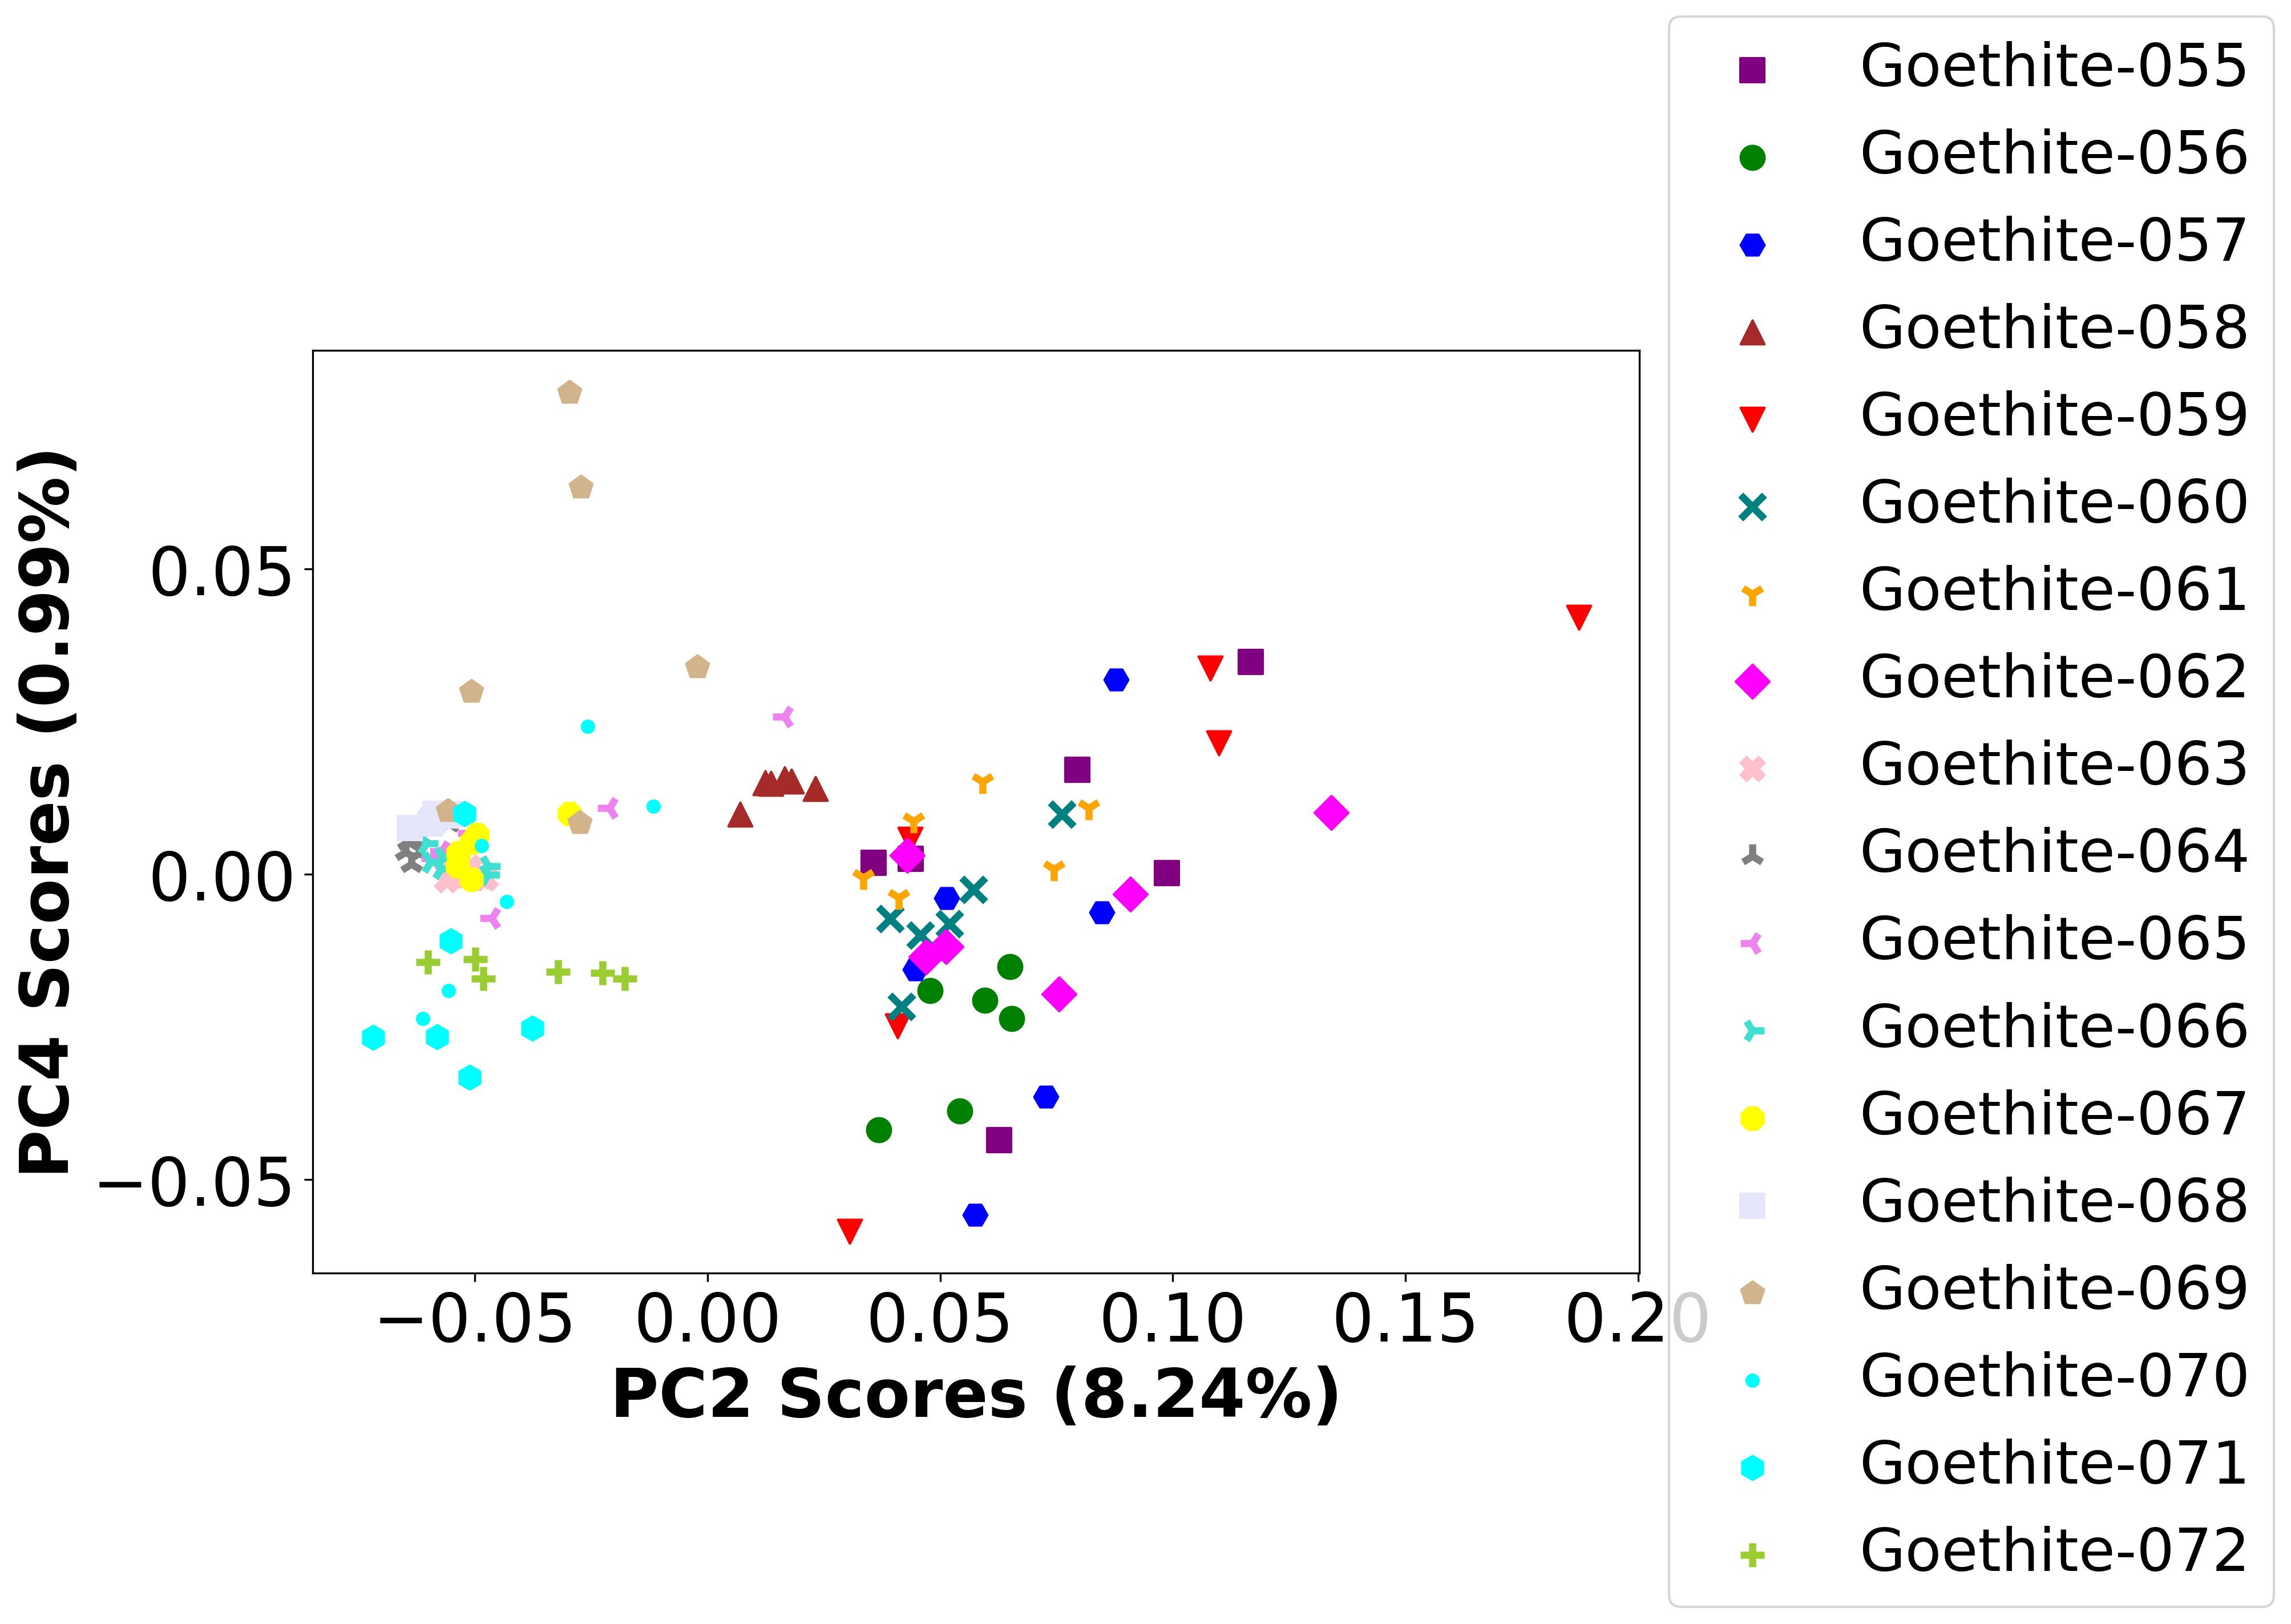 PC4 Scores (0.99%)
0.05
0.00
−0.05
−0.05
0.00
0.05
0.10
0.15
0.20
PC2 Scores (8.24%)
Goethite-055
Goethite-056
Goethite-057
Goethite-058
Goethite-059
Goethite-060
Goethite-061
Goethite-062
Goethite-063
Goethite-064
Goethite-065
Goethite-066
Goethite-067
Goethite-068
Goethite-069
Goethite-070
Goethite-071
Goethite-072